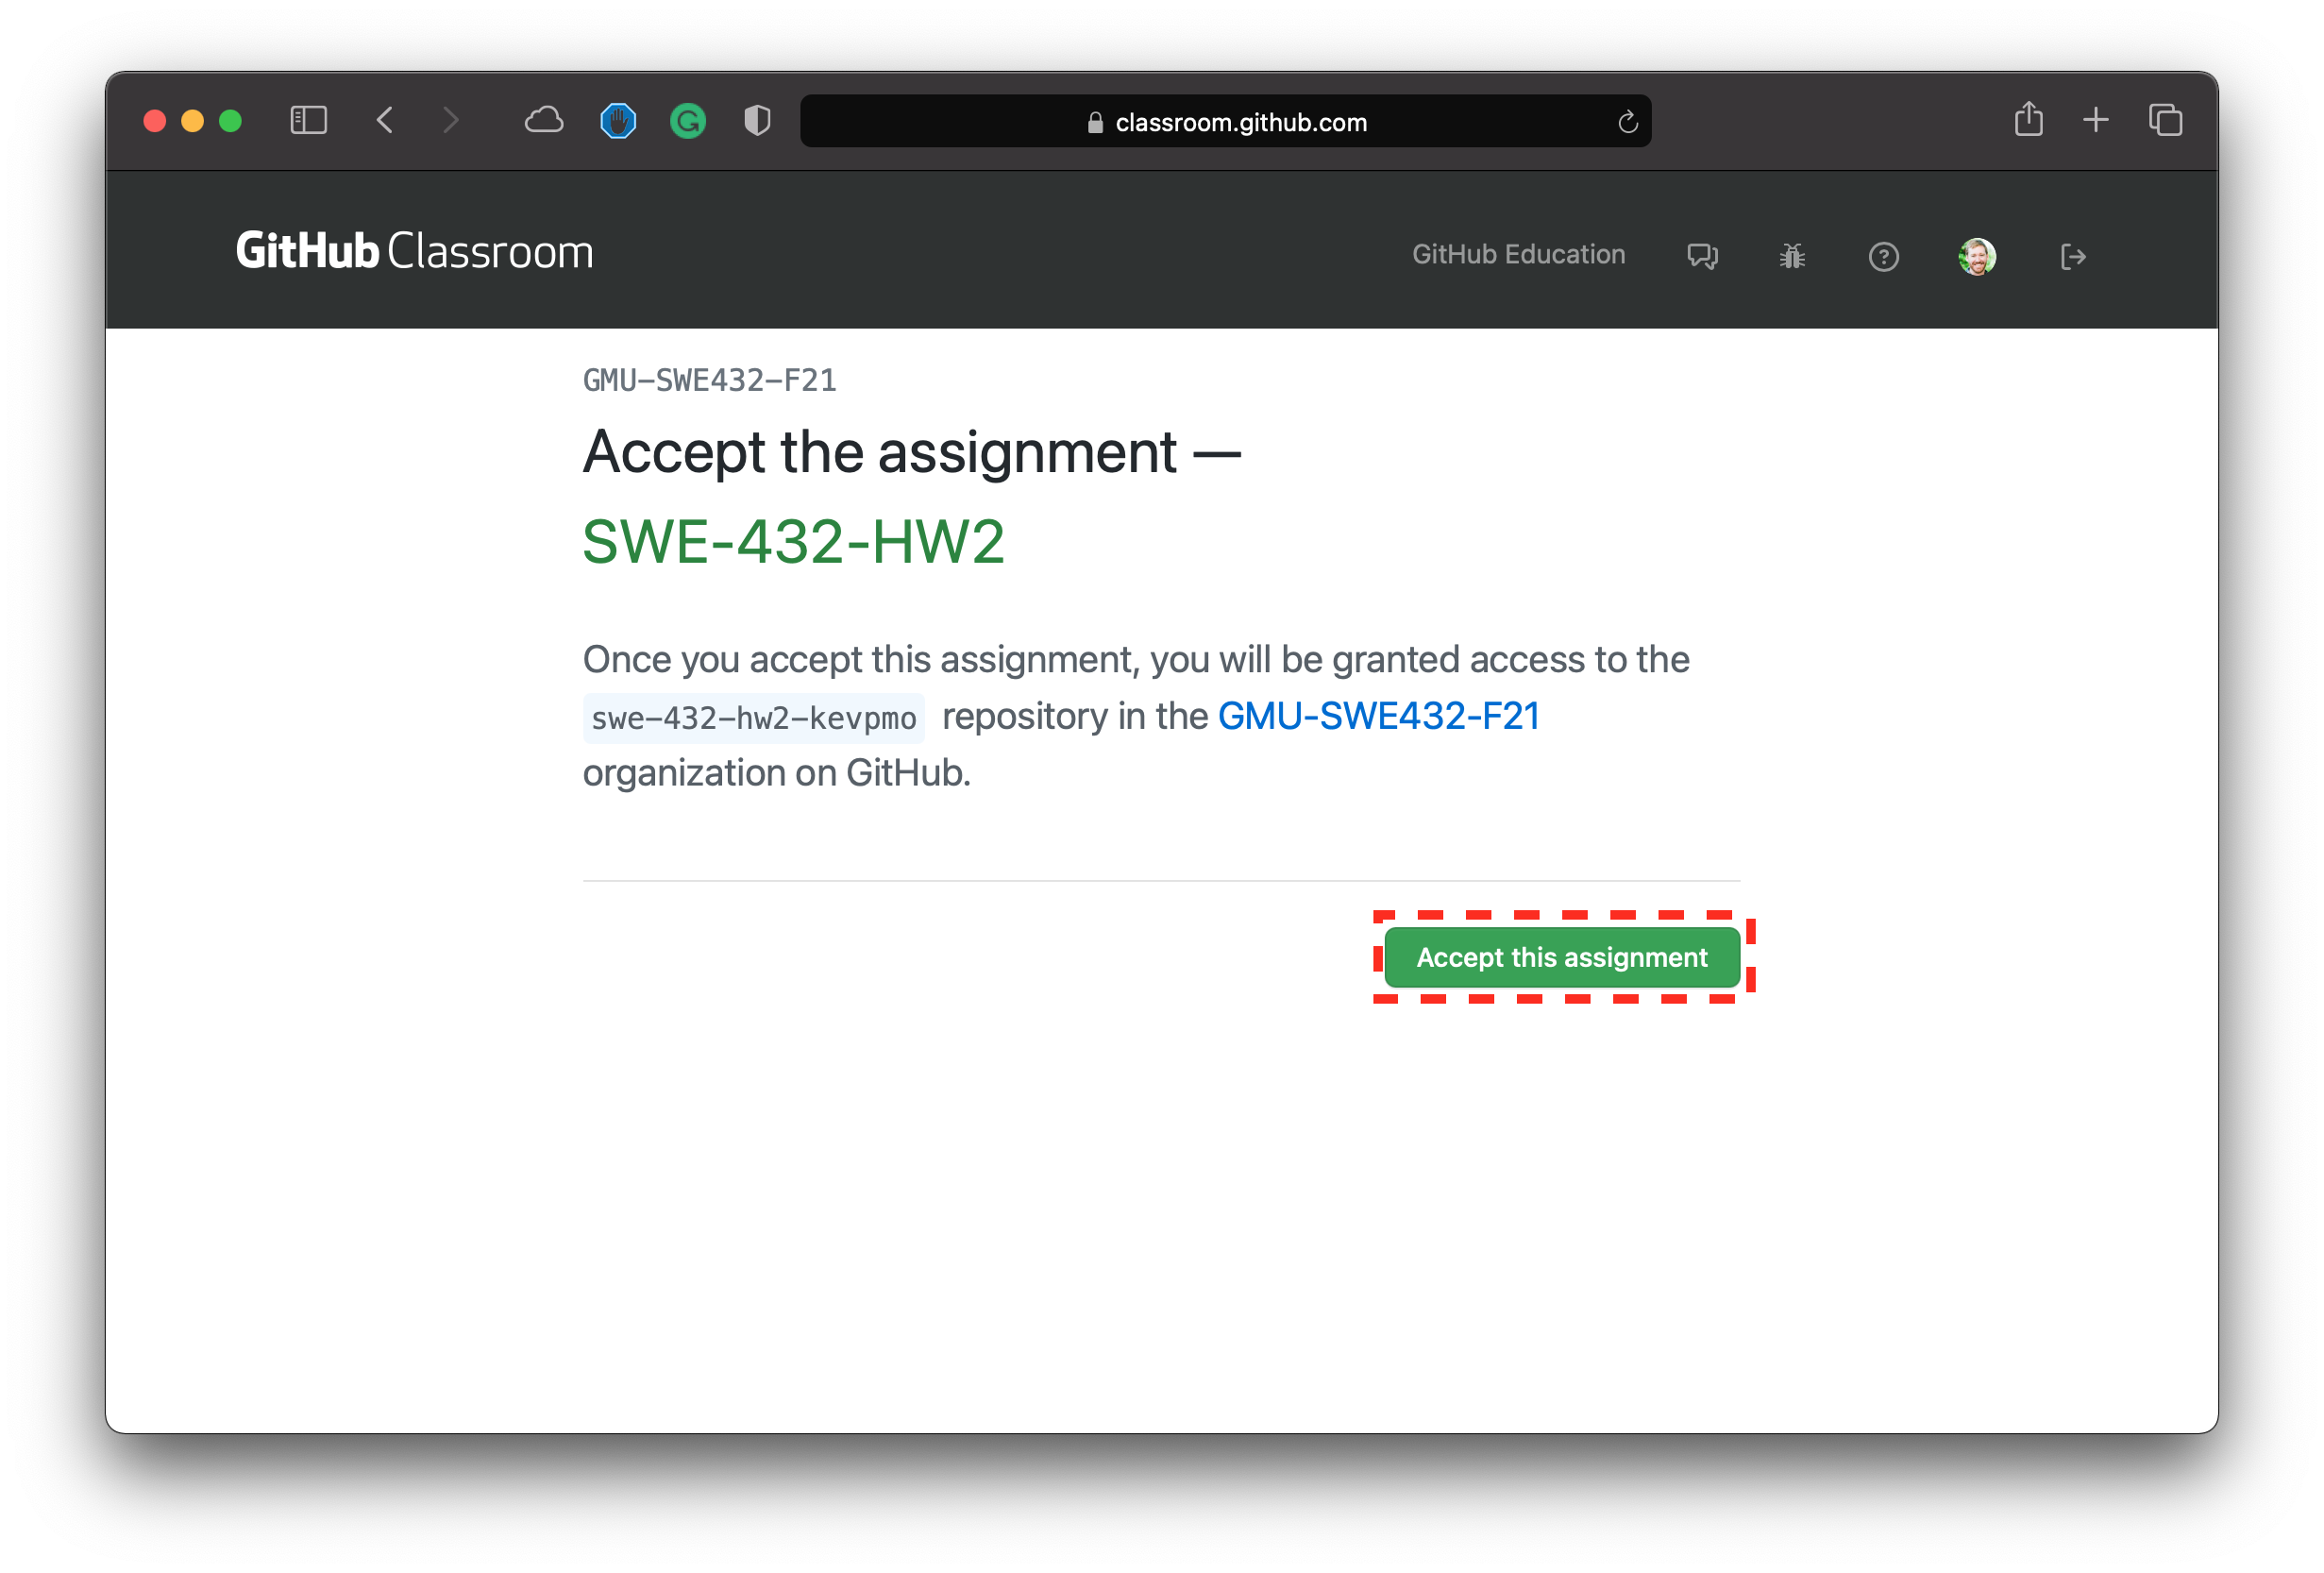 classroom.github.com
GitHub Classroom
GitHub Education
GMU-SWE432-F21
Accept the assignment —
SWE-432-HW2
Once you accept this assignment, you will be granted access to the
swe-432-hw2-kevpmo repository in the GMU-SWE432-F21
organization on GitHub.
Accept this assignment